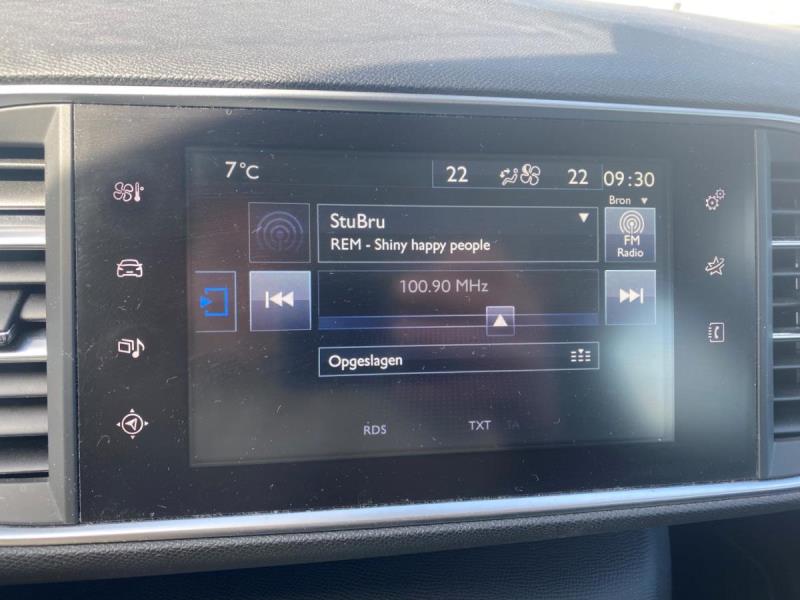 7°C
22
22
09:30
Bron
StuBru
REM - Shiny happy people
FM
Radio
100.90 MHz
Opgeslagen
RDS
TXT
TA